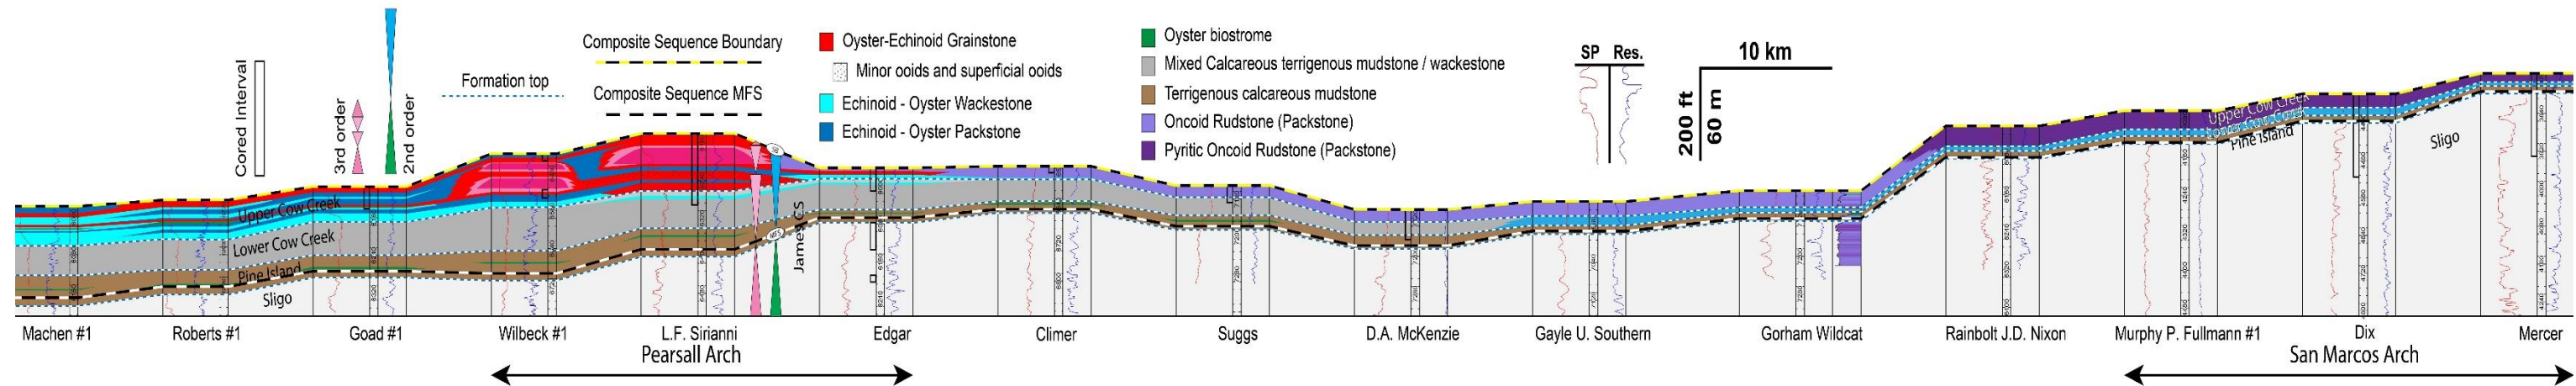 Cored Interval
3rd order
2nd order
Formation top
Composite Sequence Boundary
Composite Sequence MFS
Oyster-Echinoid Grainstone
Minor ooids and superficial ooids
Echinoid - Oyster Wackestone
Echinoid - Oyster Packstone
Oyster biostrome
Mixed Calcareous terrigenous mudstone / wackestone
Terrigenous calcareous mudstone
Oncoid Rudstone (Packstone)
Pyritic Oncoid Rudstone (Packstone)
SP Res.
200 ft
60 m
10 km
Upper Cow Creek
Lower Cow Creek
Pine Island
Sligo
SB
MFS
James CS
Upper Cow Creek
Lower Cow Creek
Pine Island
Sligo
Machen #1
Roberts #1
Goad #1
Wilbeck #1
L.F. Sirianni
Edgar
Climer
Suggs
D.A. McKenzie
Gayle U. Southern
Gorham Wildcat
Rainbolt J.D. Nixon
Murphy P. Fullmann #1
Dix
Mercer
Pearsall Arch
San Marcos Arch